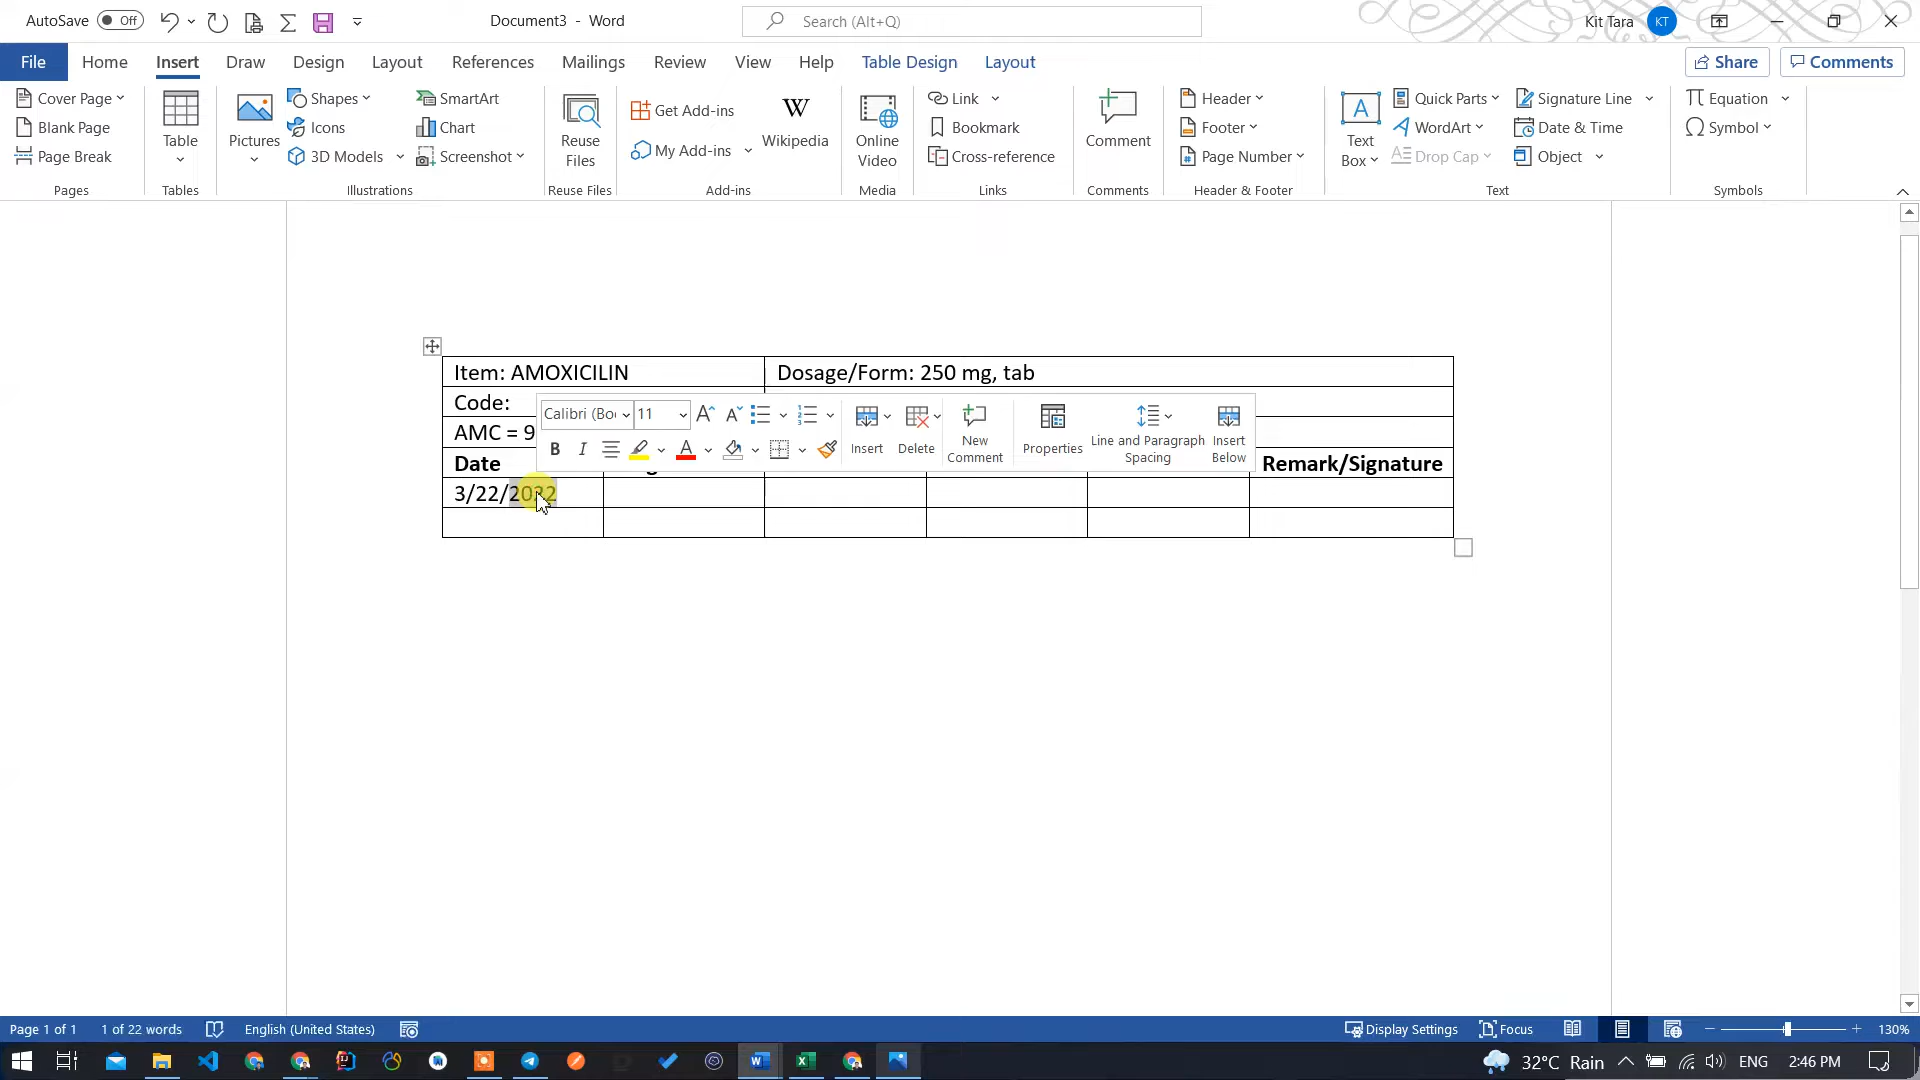 AutoSave Off Document3 - Word Search (Alt+Q) Kit Tara KT
File Home Insert Draw Design Layout References Mailings Review View Help Table Design Layout Share Comments
Cover Page
Blank Page
Page Break
Pages
Table
Tables
Pictures
Shapes
Icons
3D Models
SmartArt
Chart
Screenshot
Illustrations
Reuse
Files
Reuse Files
Get Add-ins
My Add-ins
Wikipedia
Add-ins
Online
Video
Media
Link
Bookmark
Cross-reference
Links
Comment
Comments
Header
Footer
Page Number
Header & Footer
Text
Box
Quick Parts
WordArt
Drop Cap
Signature Line
Date & Time
Object
Text
Equation
Symbol
Symbols
Item: AMOXICILIN Dosage/Form: 250 mg, tab
Code:
AMC = 9
Calibri (Bo 11
Insert Delete
New
Comment
Properties
Line and Paragraph
Spacing
Insert
Below
Date Remark/Signature
3/22/2022
Page 1 of 1 1 of 22 words English (United States) Display Settings Focus 130%
32°C Rain ENG 2:46 PM